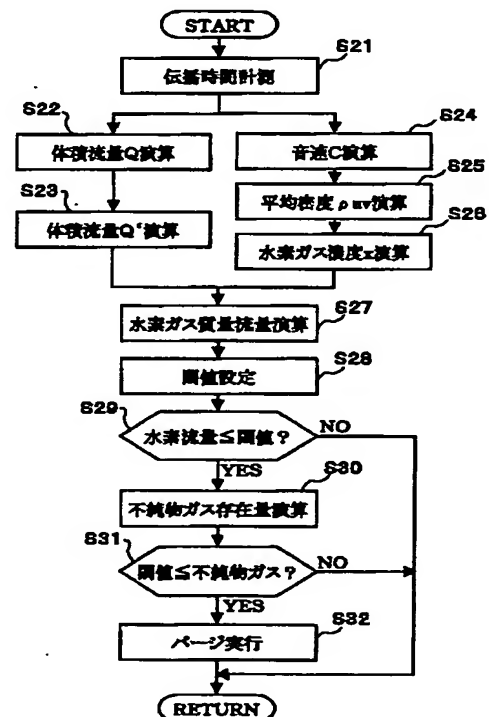 START
S21
伝播時間計測
S22
体積流量Q演算
S23
体積流量Q'演算
S24
音速C演算
S25
平均密度ρav演算
S26
水素ガス濃度x演算
S27
水素ガス質量流量演算
S28
閾値設定
S29
水素流量≦閾値?
NO
YES
S30
不純物ガス存在量演算
S31
閾値≦不純物ガス?
NO
YES
S32
パージ実行
RETURN